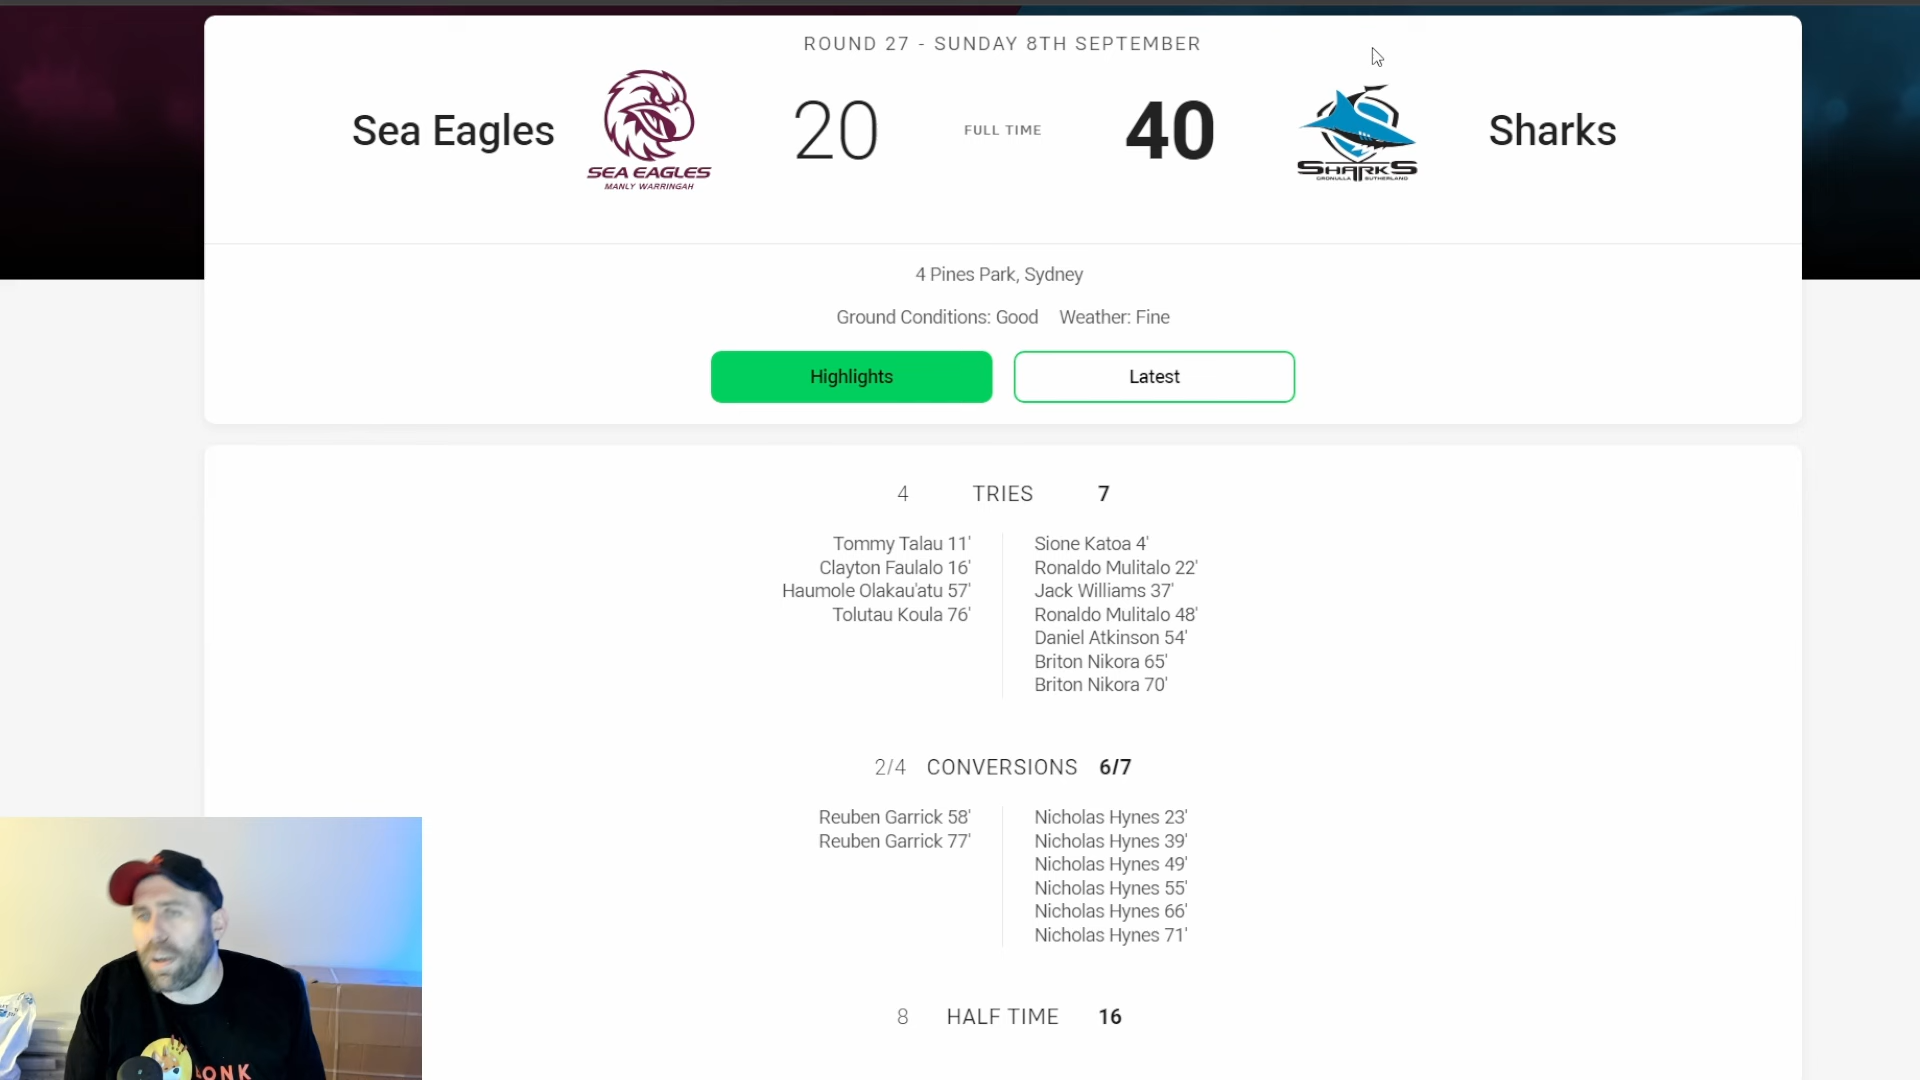 ROUND 27 - SUNDAY 8TH SEPTEMBER
Sea Eagles
SEA EAGLES
MANLY WARRINGAH
20
FULL TIME
40
SHARKS
CRONULLA SUTHERLAND
Sharks
4 Pines Park, Sydney
Ground Conditions: Good Weather: Fine
Highlights
Latest
4 TRIES 7
Tommy Talau 11'
Clayton Faulalo 16'
Haumole Olakau'atu 57'
Tolutau Koula 76'
Sione Katoa 4'
Ronaldo Mulitalo 22'
Jack Williams 37'
Ronaldo Mulitalo 48'
Daniel Atkinson 54'
Briton Nikora 65'
Briton Nikora 70'
2/4 CONVERSIONS 6/7
Reuben Garrick 58'
Reuben Garrick 77'
Nicholas Hynes 23'
Nicholas Hynes 39'
Nicholas Hynes 49'
Nicholas Hynes 55'
Nicholas Hynes 66'
Nicholas Hynes 71'
8 HALF TIME 16
ONK